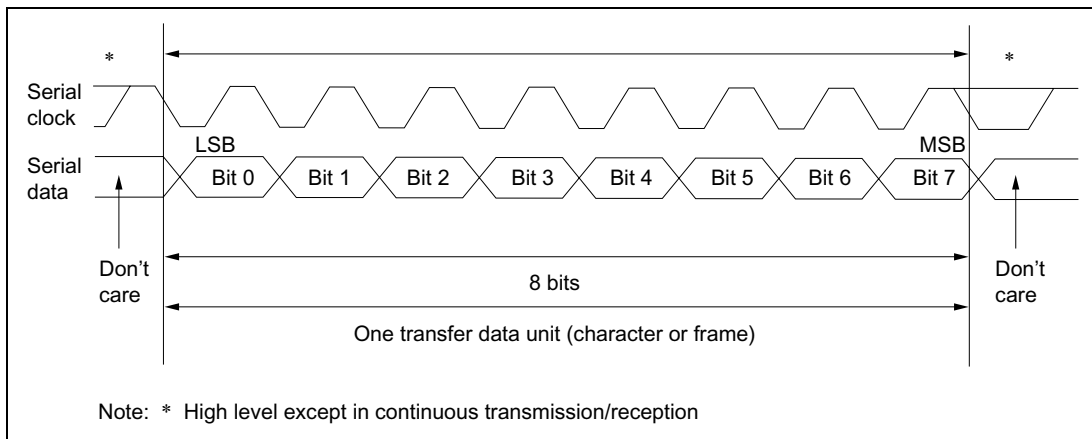 *
*
Serial
clock
LSB
MSB
Serial
data
Bit 0
Bit 1
Bit 2
Bit 3
Bit 4
Bit 5
Bit 6
Bit 7
Don't
care
8 bits
Don't
care
One transfer data unit (character or frame)
Note: * High level except in continuous transmission/reception